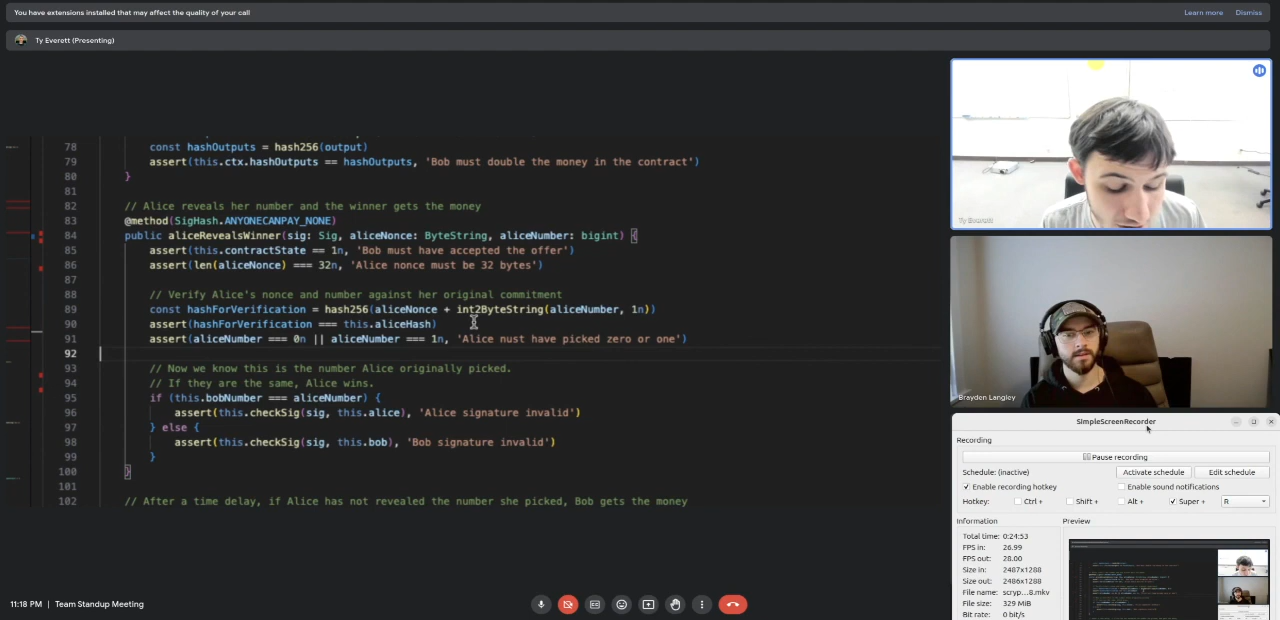 You have extensions installed that may affect the quality of your call
Learn more
Dismiss
Ty Everett (Presenting)
78 const hashOutputs = hash256(output)
79 assert(this.ctx.hashOutputs == hashOutputs, 'Bob must double the money in the contract')
80 }
81
82 // Alice reveals her number and the winner gets the money
83 @method(SigHash.ANYONECANPAY_NONE)
84 public aliceRevealsWinner(sig: Sig, aliceNonce: ByteString, aliceNumber: bigint) {
85 assert(this.contractState == 1n, 'Bob must have accepted the offer')
86 assert(len(aliceNonce) === 32n, 'Alice nonce must be 32 bytes')
87
88 // Verify Alice's nonce and number against her original commitment
89 const hashForVerification = hash256(aliceNonce + int2ByteString(aliceNumber, 1n))
90 assert(hashForVerification === this.aliceHash)
91 assert(aliceNumber === 0n || aliceNumber === 1n, 'Alice nust have picked zero or one')
92
93 // Now we know this is the number Alice originally picked.
94 // If they are the same, Alice wins.
95 if (this.bobNumber === aliceNumber) {
96 assert(this.checkSig(sig, this.alice), 'Alice signature invalid')
97 } else {
98 assert(this.checkSig(sig, this.bob), 'Bob signature invalid')
99 }
100 }
101
102 // After a time delay, if Alice has not revealed the number she picked, Bob gets the money
Ty Everett
Brayden Langley
SimpleScreenRecorder
Recording
Pause recording
Schedule: (inactive)
Activate schedule
Edit schedule
Enable recording hotkey
Enable sound notifications
Hotkey: Ctrl + Shift + Alt + Super + R
Information
Preview
Total time: 0:24:53
FPS in: 26.99
FPS out: 28.00
Size in: 2487x1288
Size out: 2486x1288
File name: scryp...8.mkv
File size: 329 MiB
Bit rate: 0 bit/s
11:18 PM | Team Standup Meeting